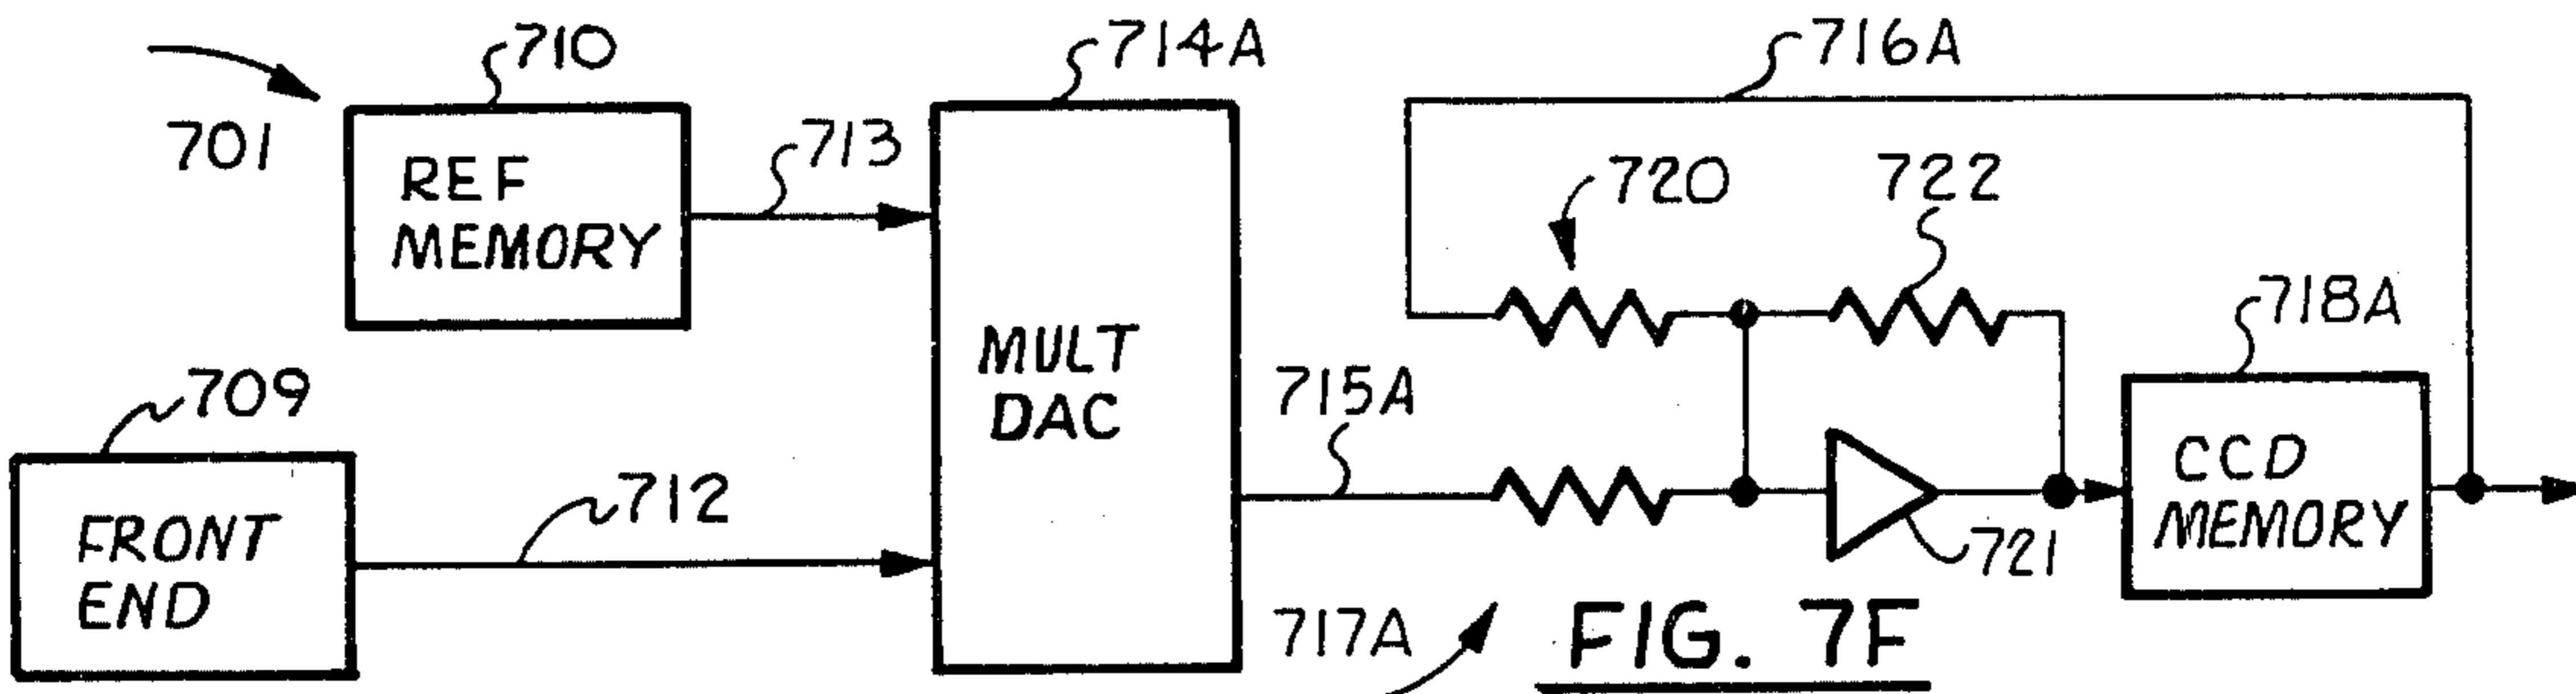 701
710
REF
MEMORY
713
714A
MULT
DAC
716A
720
722
718A
CCD
MEMORY
709
FRONT
END
712
715A
721
717A
FIG. 7F